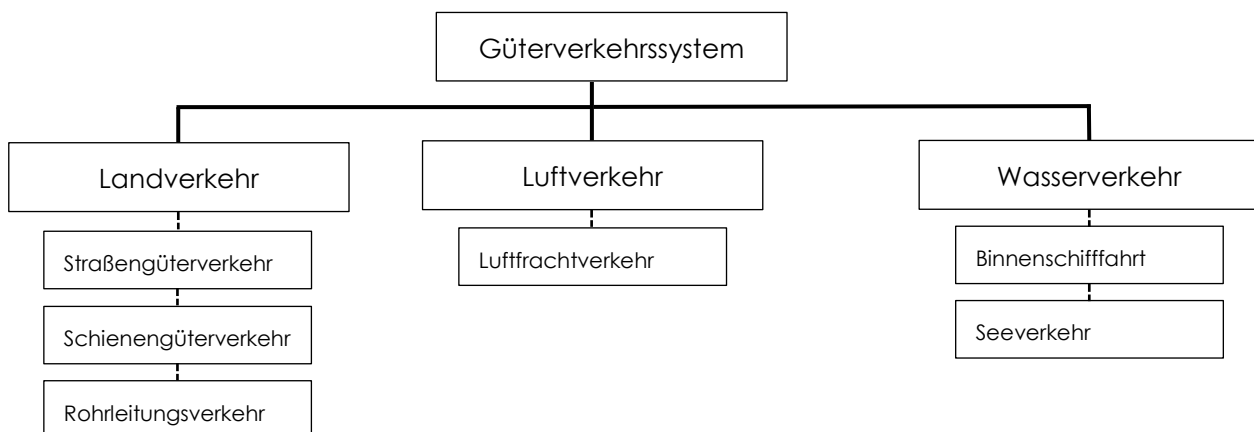 Güterverkehrssystem
Landverkehr
Straßengüterverkehr
Schienengüterverkehr
Rohrleitungsverkehr
Luftverkehr
Luftfrachtverkehr
Wasserverkehr
Binnenschifffahrt
Seeverkehr